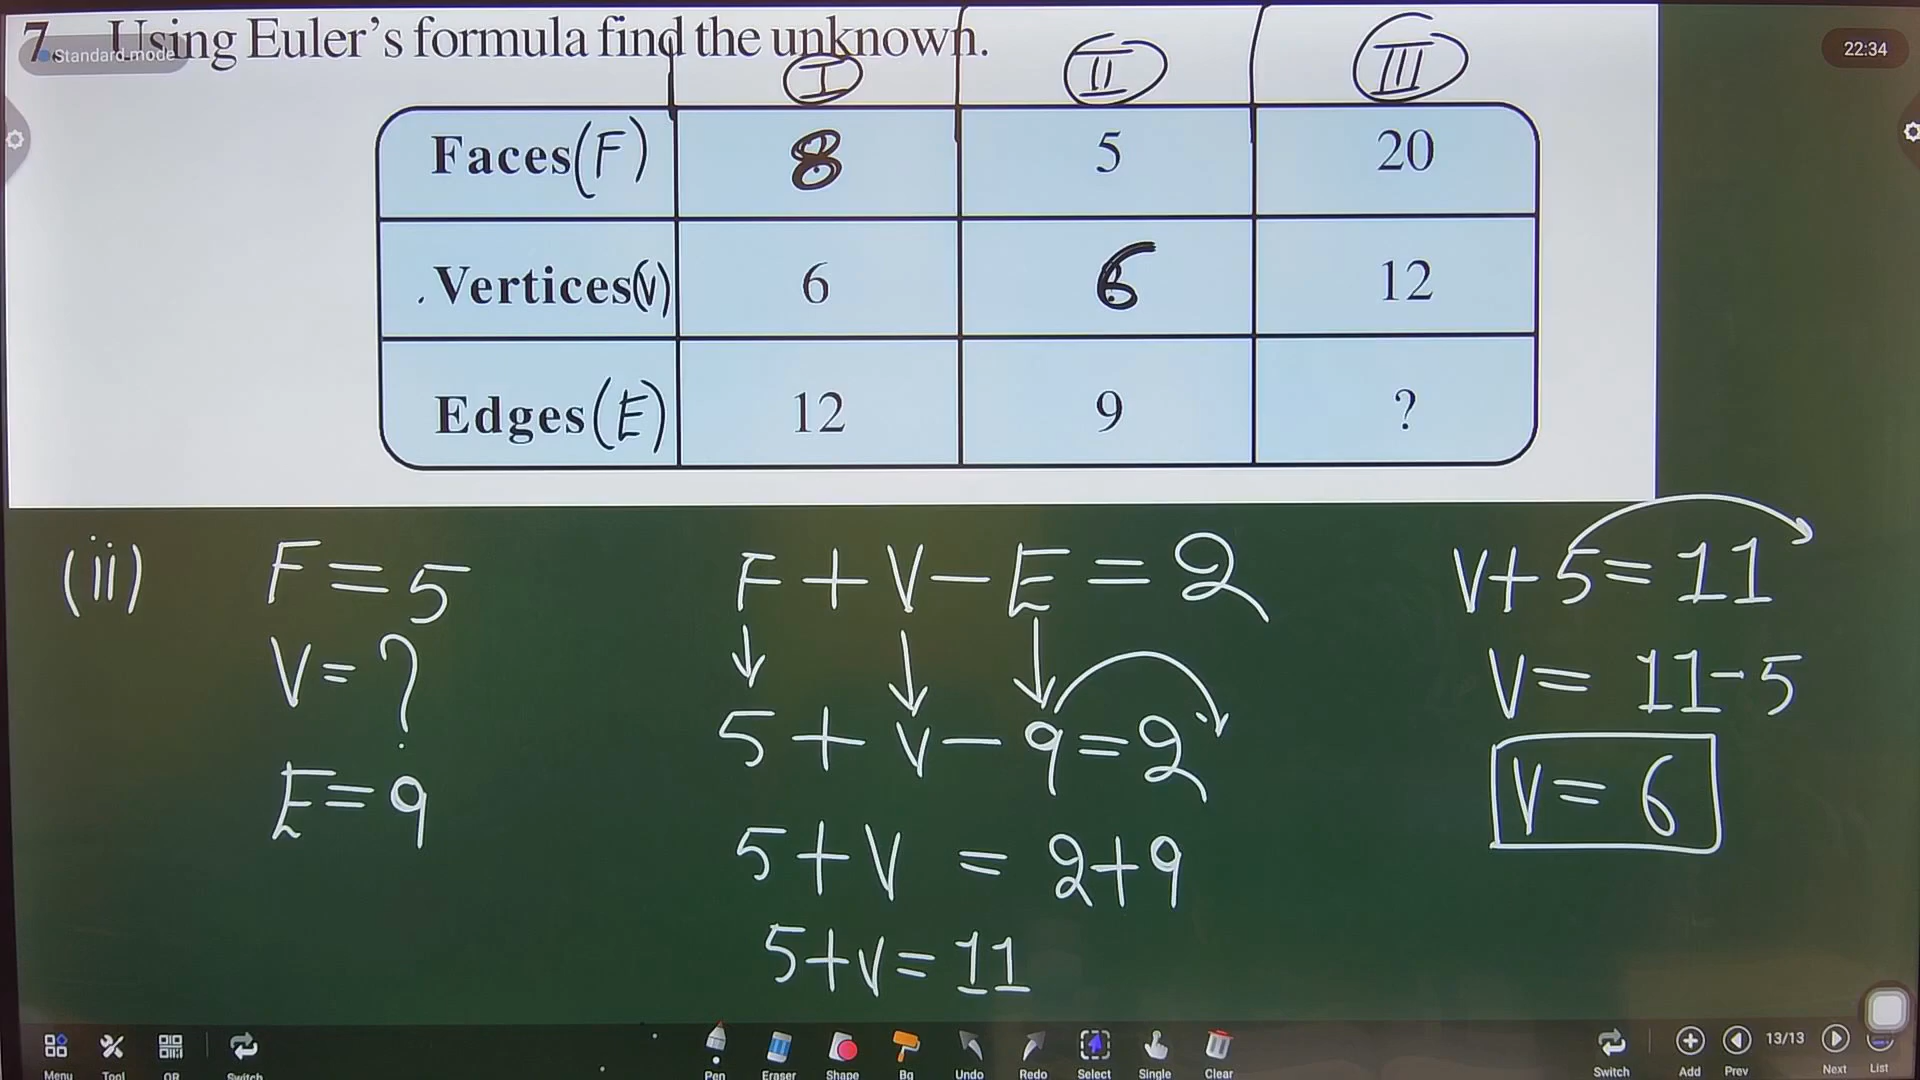 7. Using Euler's formula find the unknown.
Standard mode
22:34
I II III
Faces (F) 8 5 20
Vertices (V) 6 6 12
Edges (E) 12 9 ?
(ii) F = 5
V = ?
E = 9
F + V - E = 2
5 + V - 9 = 2
5 + V = 2+9
5+V = 11
V + 5 = 11
V = 11-5
V = 6
Menu Tool QR Switch Pen Eraser Shape Bg Undo Redo Select Single Clear Switch Add Prev 13/13 Next List